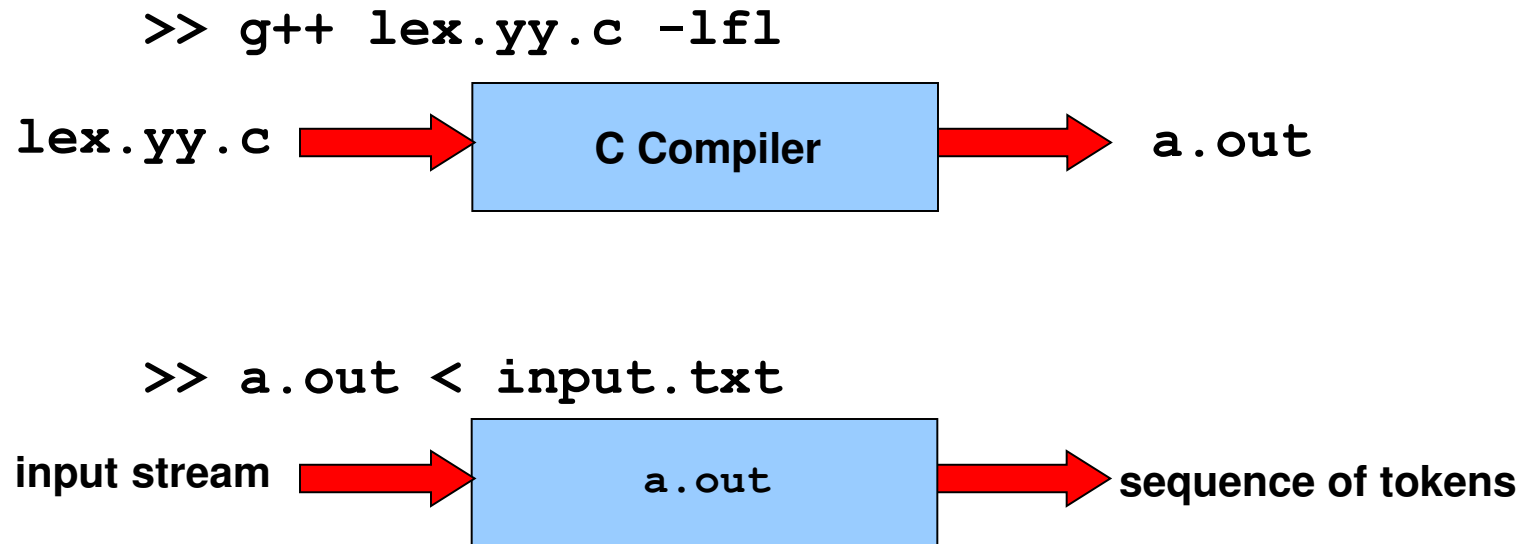 >> g++ lex.yy.c -lfl
lex.yy.c C Compiler a.out
>> a.out < input.txt
input stream a.out sequence of tokens